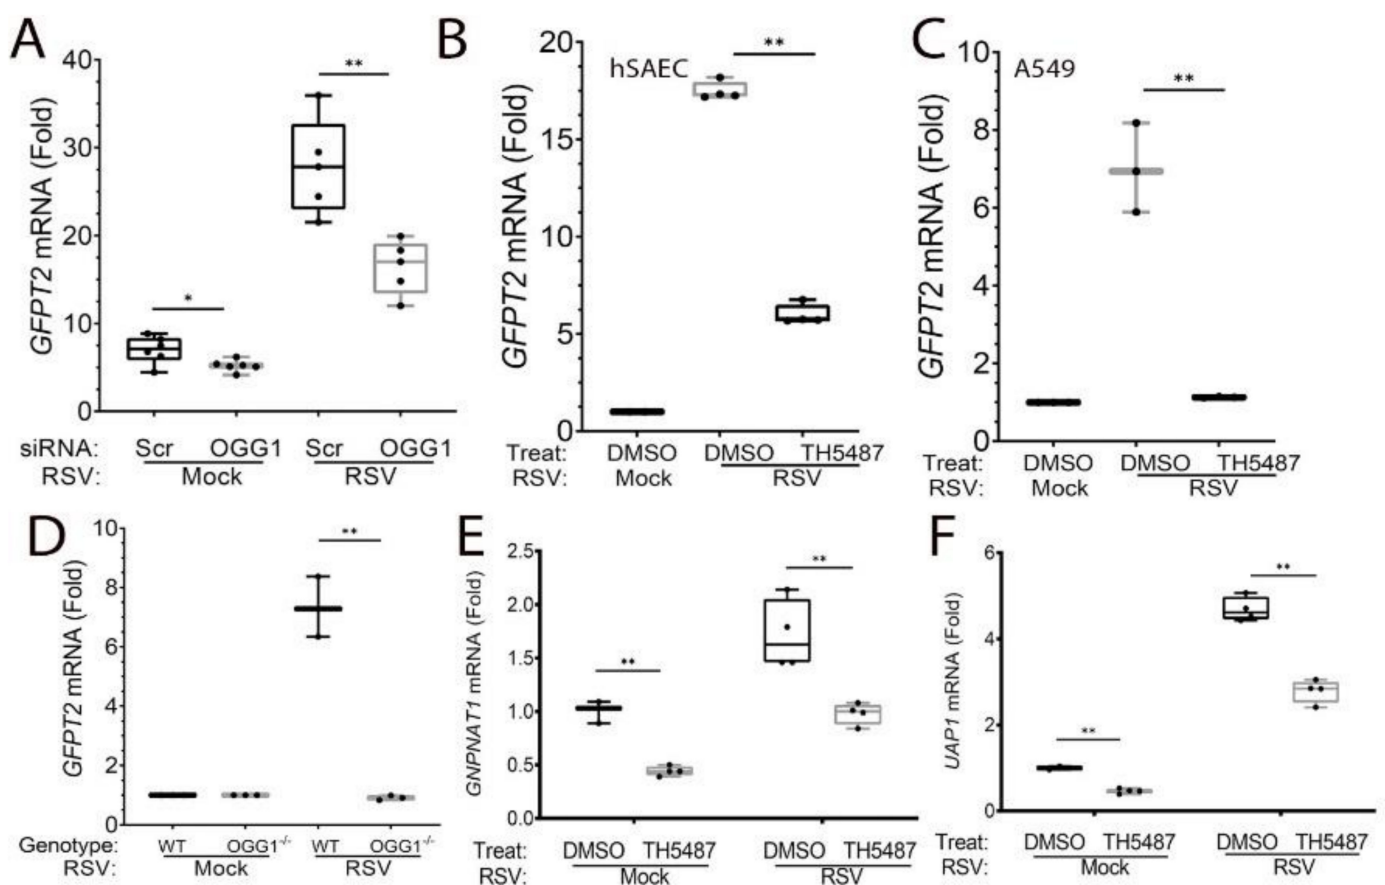 A
GFPT2 mRNA (Fold)
40
30
20
10
0
*
**
siRNA: Scr OGG1 Scr OGG1
RSV: Mock RSV
B
GFPT2 mRNA (Fold)
20
15
10
5
0
hSAEC
**
Treat: DMSO DMSO TH5487
RSV: Mock RSV
C
GFPT2 mRNA (Fold)
10
8
6
4
2
0
A549
**
Treat: DMSO DMSO TH5487
RSV: Mock RSV
D
GFPT2 mRNA (Fold)
10
8
6
4
2
0
**
Genotype: WT OGG1-/- WT OGG1-/-
RSV: Mock RSV
E
GNPNAT1 mRNA (Fold)
2.5
2.0
1.5
1.0
0.5
0.0
**
**
Treat: DMSO TH5487 DMSO TH5487
RSV: Mock RSV
F
UAP1 mRNA (Fold)
6
4
2
0
**
**
Treat: DMSO TH5487 DMSO TH5487
RSV: Mock RSV